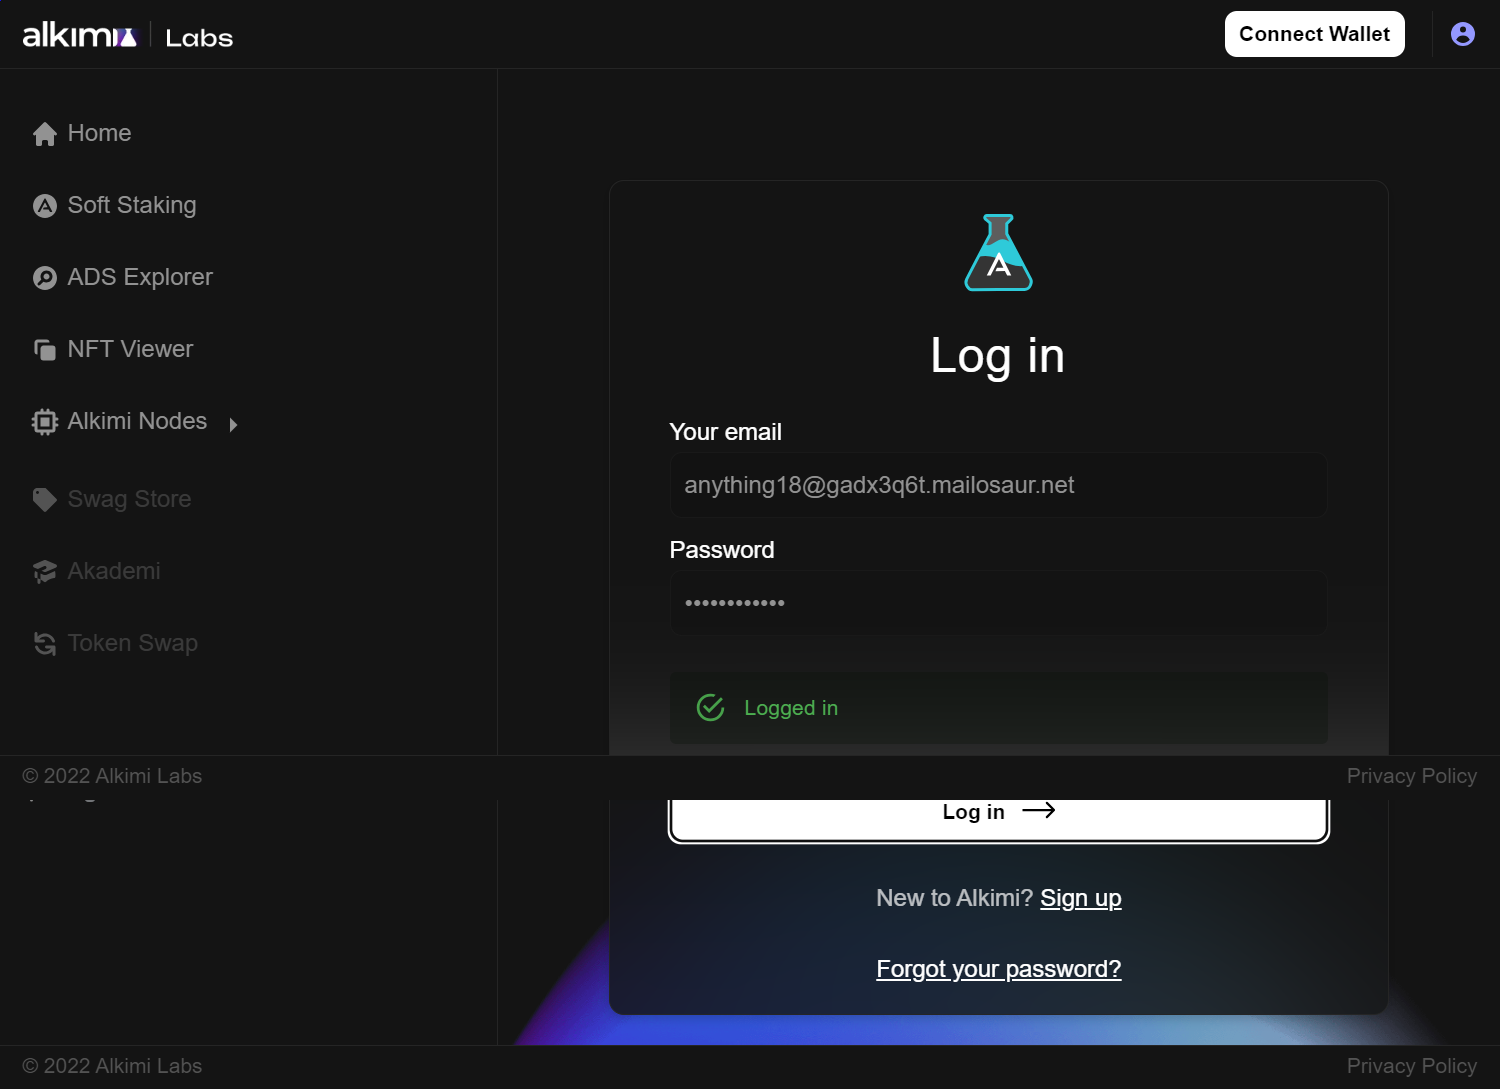 alkimi Labs
Connect Wallet
Home
Soft Staking
ADS Explorer
NFT Viewer
Alkimi Nodes
Swag Store
Akademi
Token Swap
A
Log in
Your email
anything18@gadx3q6t.mailosaur.net
Password
••••••••••••
Logged in
© 2022 Alkimi Labs
Privacy Policy
Log in
New to Alkimi? Sign up
Forgot your password?
© 2022 Alkimi Labs
Privacy Policy